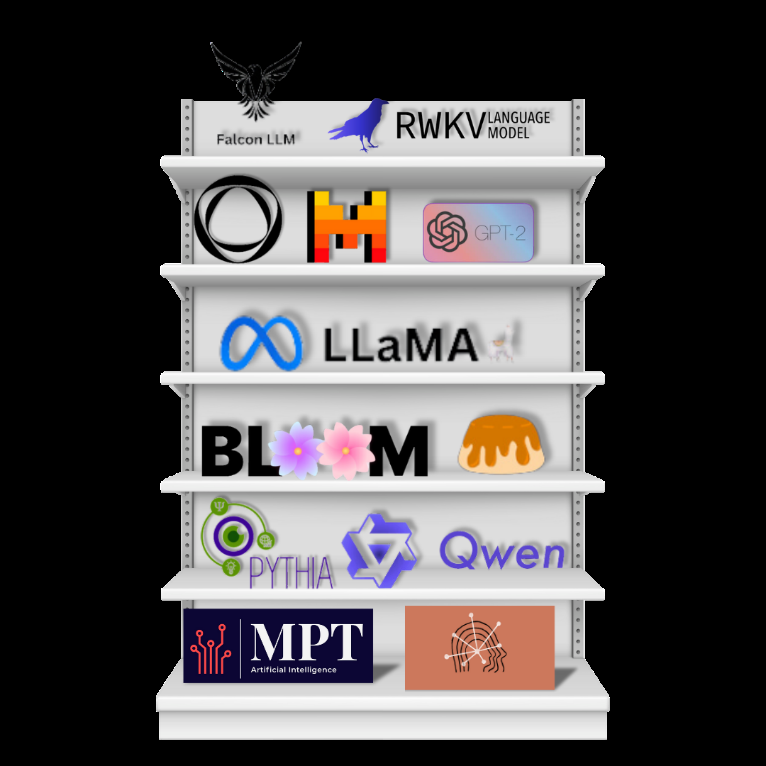 Falcon LLM
RWKV LANGUAGE
MODEL
GPT-2
LLaMA
BLOOM
PYTHIA
Qwen
MPT
Artificial Intelligence